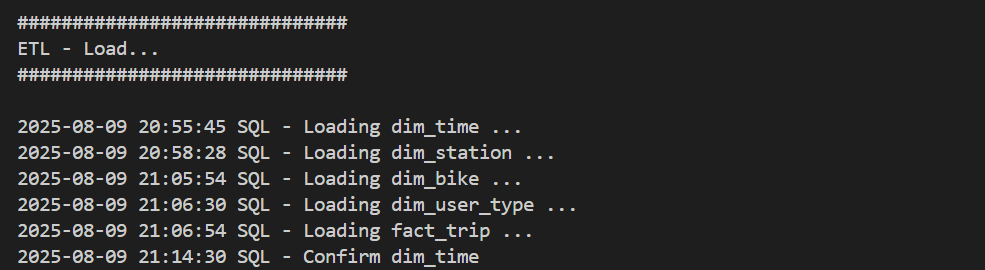 ##############################
ETL - Load...
##############################
2025-08-09 20:55:45 SQL - Loading dim_time ...
2025-08-09 20:58:28 SQL - Loading dim_station ...
2025-08-09 21:05:54 SQL - Loading dim_bike ...
2025-08-09 21:06:30 SQL - Loading dim_user_type ...
2025-08-09 21:06:54 SQL - Loading fact_trip ...
2025-08-09 21:14:30 SQL - Confirm dim_time